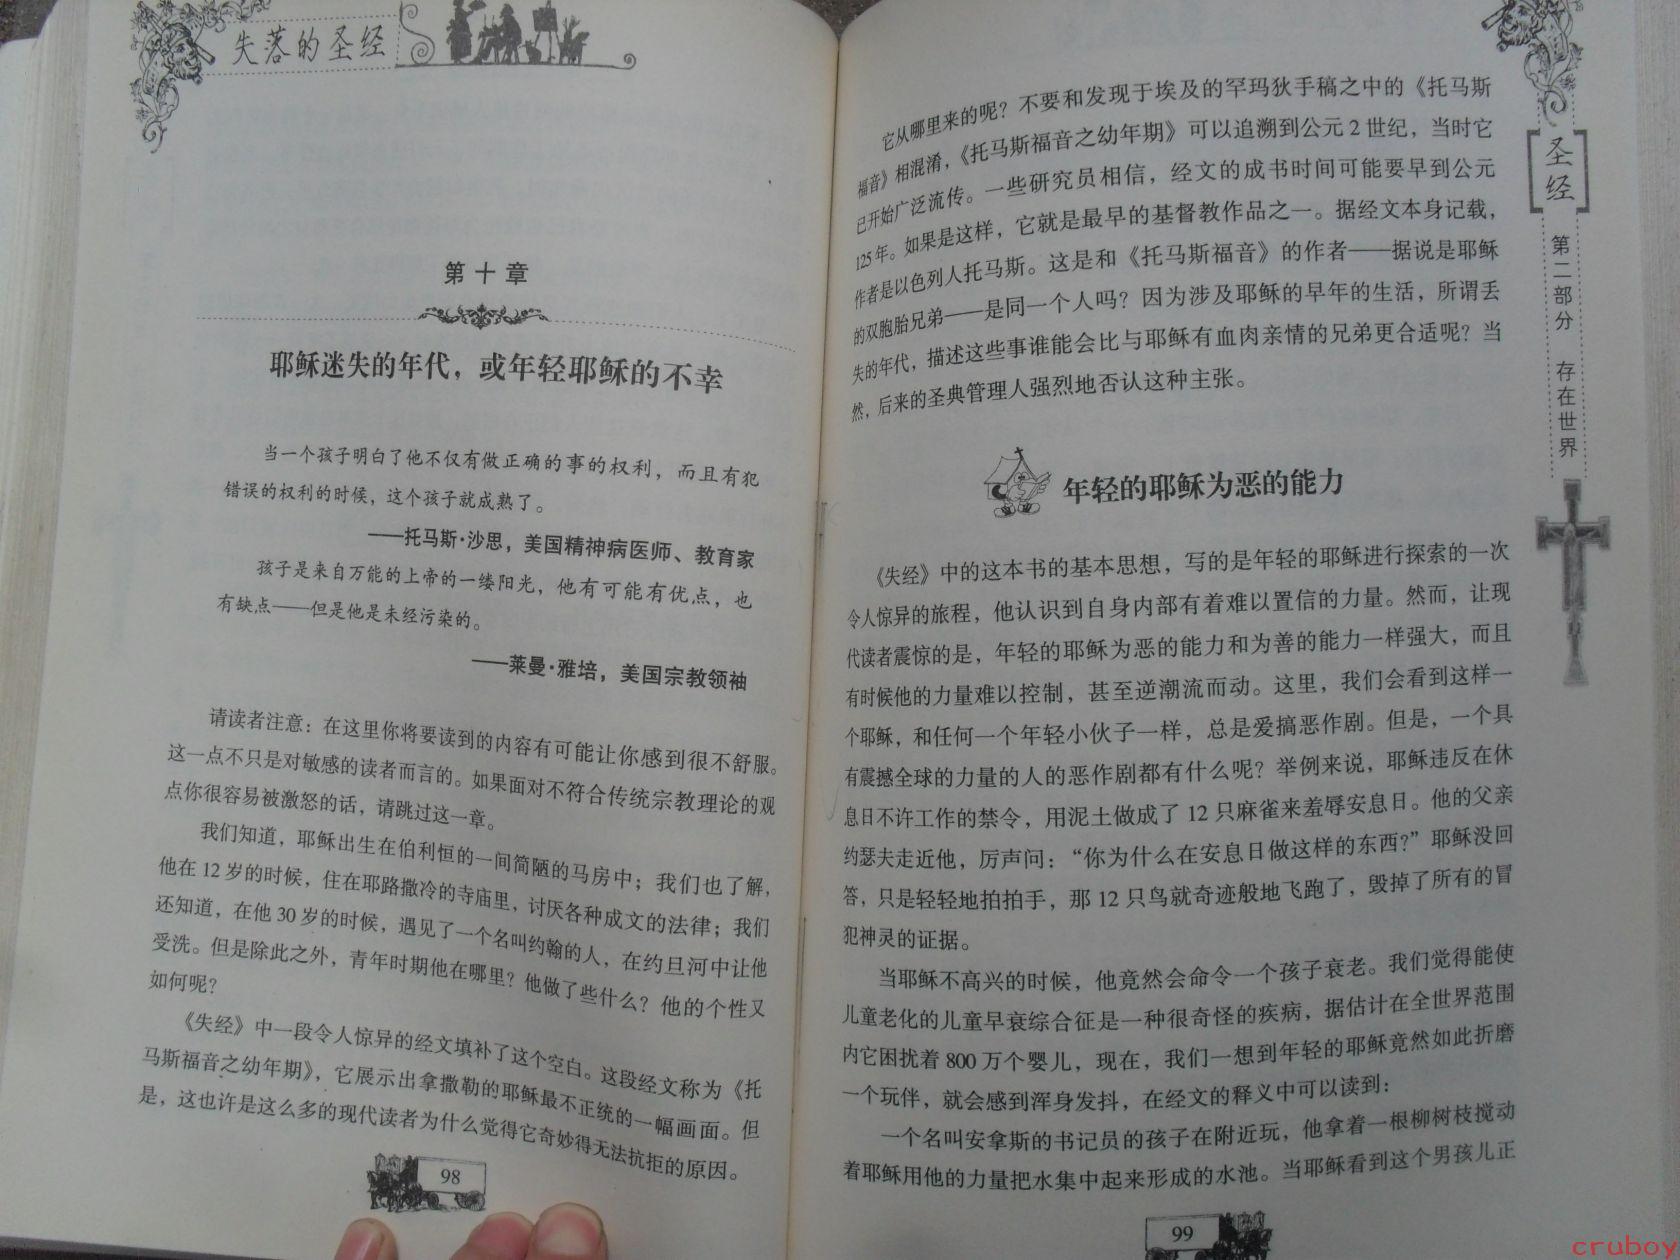 失落的圣经
第十章
耶稣迷失的年代，或年轻耶稣的不幸
当一个孩子明白了他不仅有做正确的事的权利，而且有犯
错误的权利的时候，这个孩子就成熟了。
——托马斯·沙思，美国精神病医师、教育家
孩子是来自万能的上帝的一缕阳光，他有可能有优点，也
有缺点——但是他是未经污染的。
——莱曼·雅培，美国宗教领袖
请读者注意：在这里你将要读到的内容有可能让你感到很不舒服。
这一点不只是对敏感的读者而言的。如果面对不符合传统宗教理论的观
点你很容易被激怒的话，请跳过这一章。
我们知道，耶稣出生在伯利恒的一间简陋的马房中；我们也了解，
他在12岁的时候，住在耶路撒冷的寺庙里，讨厌各种成文的法律；我们
还知道，在他30岁的时候，遇见了一个名叫约翰的人，在约旦河中让他
受洗。但是除此之外，青年时期他在哪里？他做了些什么？他的个性又
如何呢？
《失经》中一段令人惊异的经文填补了这个空白。这段经文称为《托
马斯福音之幼年期》，它展示出拿撒勒的耶稣最不正统的一幅画面。但
是，这也许是这么多的现代读者为什么觉得它奇妙得无法抗拒的原因。
98
它从哪里来的呢？不要和发现于埃及的罕玛狄手稿之中的《托马斯
福音》相混淆，《托马斯福音之幼年期》可以追溯到公元2世纪，当时它
已开始广泛流传。一些研究员相信，经文的成书时间可能要早到公元
125年。如果是这样，它就是最早的基督教作品之一。据经文本身记载，
作者是以色列人托马斯。这是和《托马斯福音》的作者——据说是耶稣
的双胞胎兄弟——是同一个人吗？因为涉及耶稣的早年的生活，所谓丢
失的年代，描述这些事谁能会比与耶稣有血肉亲情的兄弟更合适呢？当
然，后来的圣典管理人强烈地否认这种主张。
年轻的耶稣为恶的能力
《失经》中的这本书的基本思想，写的是年轻的耶稣进行探索的一次
令人惊异的旅程，他认识到自身内部有着难以置信的力量。然而，让现
代读者震惊的是，年轻的耶稣为恶的能力和为善的能力一样强大，而且
有时候他的力量难以控制，甚至逆潮流而动。这里，我们会看到这样一
个耶稣，和任何一个年轻小伙子一样，总是爱搞恶作剧。但是，一个具
有震撼全球的力量的人的恶作剧都有什么呢？举例来说，耶稣违反在休
息日不许工作的禁令，用泥土做成了12只麻雀来羞辱安息日。他的父亲
约瑟夫走近他，厉声问：“你为什么在安息日做这样的东西?”耶稣没回
答，只是轻轻地拍拍手，那12只鸟就奇迹般地飞跑了，毁掉了所有的冒
犯神灵的证据。
当耶稣不高兴的时候，他竟然会命令一个孩子衰老。我们觉得能使
儿童老化的儿童早衰综合征是一种很奇怪的疾病，据估计在全世界范围
内它困扰着800万个婴儿，现在，我们一想到年轻的耶稣竟然如此折磨
一个玩伴，就会感到浑身发抖，在经文的释义中可以读到：
一个名叫安拿斯的书记员的孩子在附近玩，他拿着一根柳树枝搅动
着耶稣用他的力量把水集中起来形成的水池。当耶稣看到这个男孩儿正
99
圣经
第二部分 存在世界
cruboy